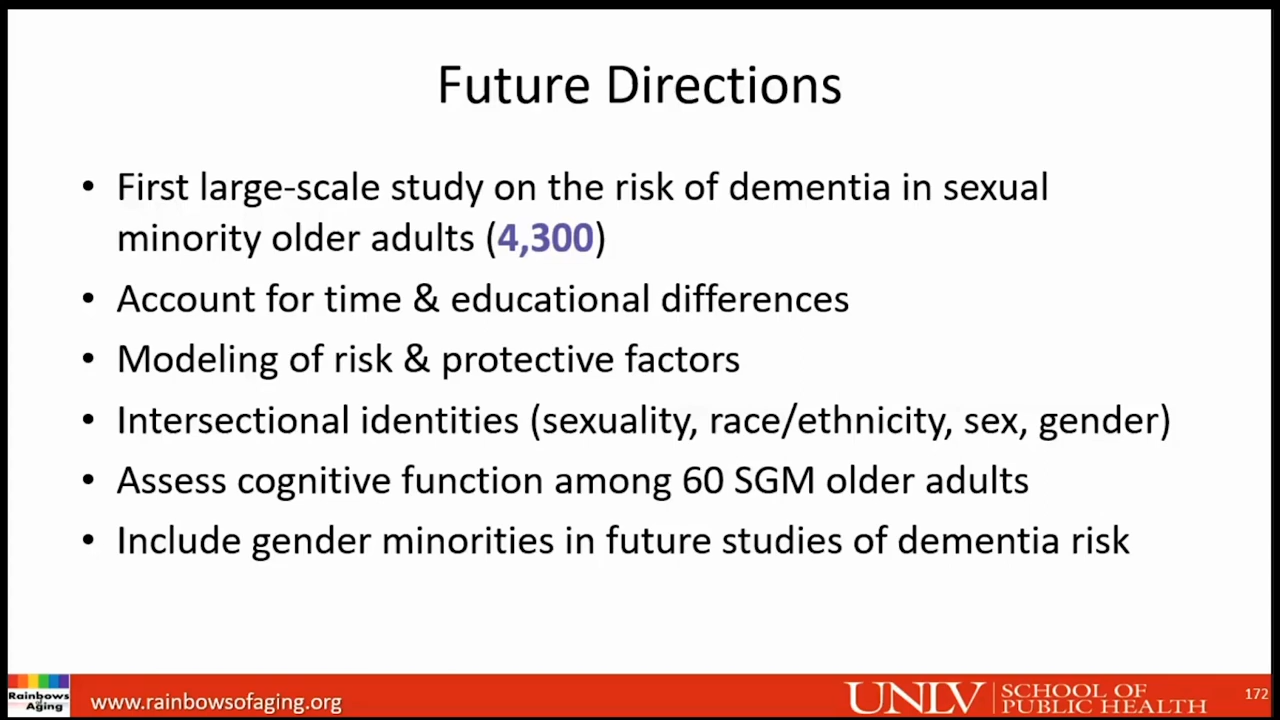 Future Directions
• First large-scale study on the risk of dementia in sexual
minority older adults (4,300)
• Account for time & educational differences
• Modeling of risk & protective factors
• Intersectional identities (sexuality, race/ethnicity, sex, gender)
• Assess cognitive function among 60 SGM older adults
• Include gender minorities in future studies of dementia risk
Rainbows
of
Aging
www.rainbowsofaging.org
UNLV
SCHOOL OF
PUBLIC HEALTH
172